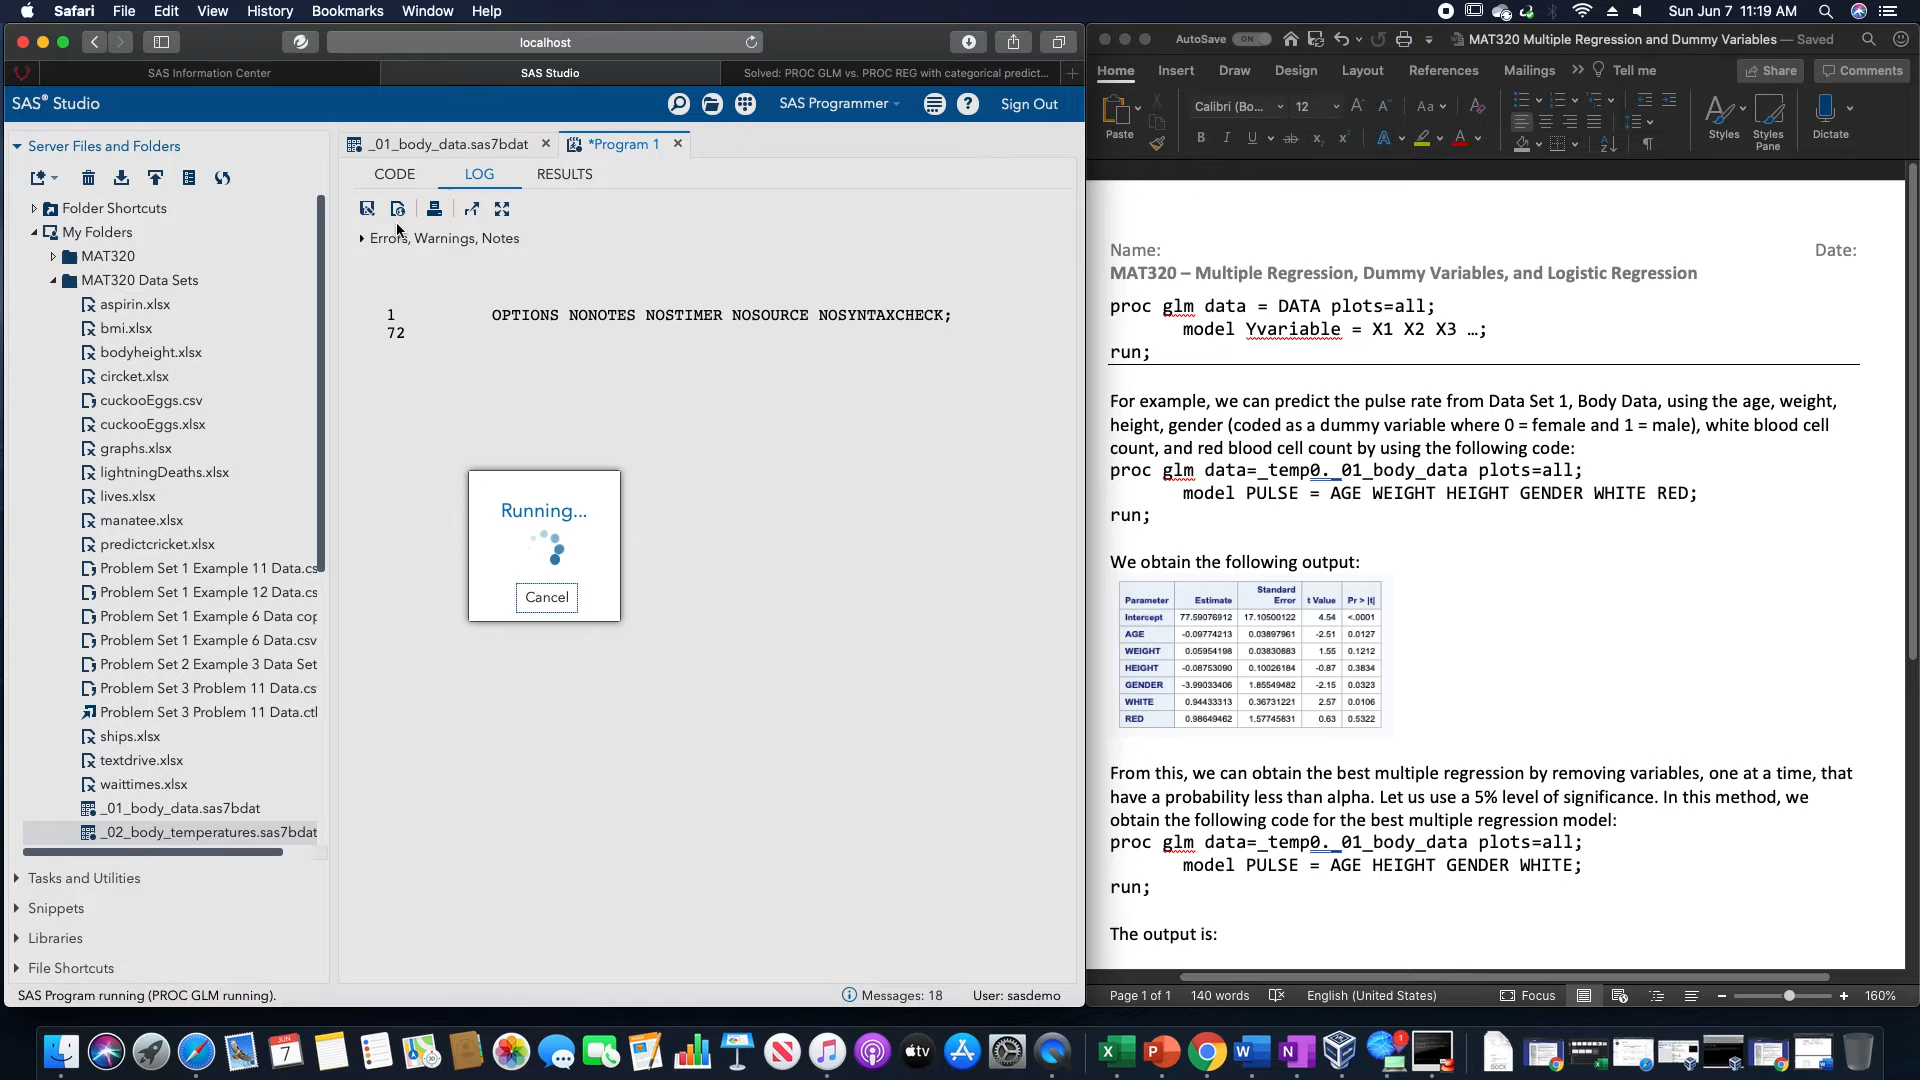 Safari File Edit View History Bookmarks Window Help
Sun Jun 7 11:19 AM
localhost
SAS Information Center
SAS Studio
Solved: PROC GLM vs. PROC REG with categorical predict...
SAS® Studio
SAS Programmer
Sign Out
Server Files and Folders
Folder Shortcuts
My Folders
MAT320
MAT320 Data Sets
aspirin.xlsx
bmi.xlsx
bodyheight.xlsx
circket.xlsx
cuckooEggs.csv
cuckooEggs.xlsx
graphs.xlsx
lightningDeaths.xlsx
lives.xlsx
manatee.xlsx
predictcricket.xlsx
Problem Set 1 Example 11 Data.cs
Problem Set 1 Example 12 Data.cs
Problem Set 1 Example 6 Data cop
Problem Set 1 Example 6 Data.csv
Problem Set 2 Example 3 Data Set
Problem Set 3 Problem 11 Data.cs
Problem Set 3 Problem 11 Data.ctl
ships.xlsx
textdrive.xlsx
waittimes.xlsx
_01_body_data.sas7bdat
_02_body_temperatures.sas7bdat
Tasks and Utilities
Snippets
Libraries
File Shortcuts
SAS Program running (PROC GLM running).
_01_body_data.sas7bdat
*Program 1
CODE LOG RESULTS
Errors, Warnings, Notes
1 OPTIONS NONOTES NOSTIMER NOSOURCE NOSYNTAXCHECK;
72
Running...
Cancel
Messages: 18
User: sasdemo
AutoSave ON
MAT320 Multiple Regression and Dummy Variables — Saved
Home Insert Draw Design Layout References Mailings Tell me
Share
Comments
Paste
Calibri (Bo...
12
Styles
Styles Pane
Dictate
Name: Date:
MAT320 – Multiple Regression, Dummy Variables, and Logistic Regression
proc glm data = DATA plots=all;
model Yvariable = X1 X2 X3 …;
run;
For example, we can predict the pulse rate from Data Set 1, Body Data, using the age, weight,
height, gender (coded as a dummy variable where 0 = female and 1 = male), white blood cell
count, and red blood cell count by using the following code:
proc glm data=_temp0._01_body_data plots=all;
model PULSE = AGE WEIGHT HEIGHT GENDER WHITE RED;
run;
We obtain the following output:
Parameter Estimate Standard Error t Value Pr > |t|
Intercept 77.59076912 17.10500122 4.54 <.0001
AGE -0.09774213 0.03897961 -2.51 0.0127
WEIGHT 0.05954198 0.03830883 1.55 0.1212
HEIGHT -0.08753090 0.10026184 -0.87 0.3834
GENDER -3.99033406 1.85549482 -2.15 0.0323
WHITE 0.94433313 0.36731221 2.57 0.0106
RED 0.98649462 1.57745831 0.63 0.5322
From this, we can obtain the best multiple regression by removing variables, one at a time, that
have a probability less than alpha. Let us use a 5% level of significance. In this method, we
obtain the following code for the best multiple regression model:
proc glm data=_temp0._01_body_data plots=all;
model PULSE = AGE HEIGHT GENDER WHITE;
run;
The output is:
Page 1 of 1
140 words
English (United States)
Focus
160%